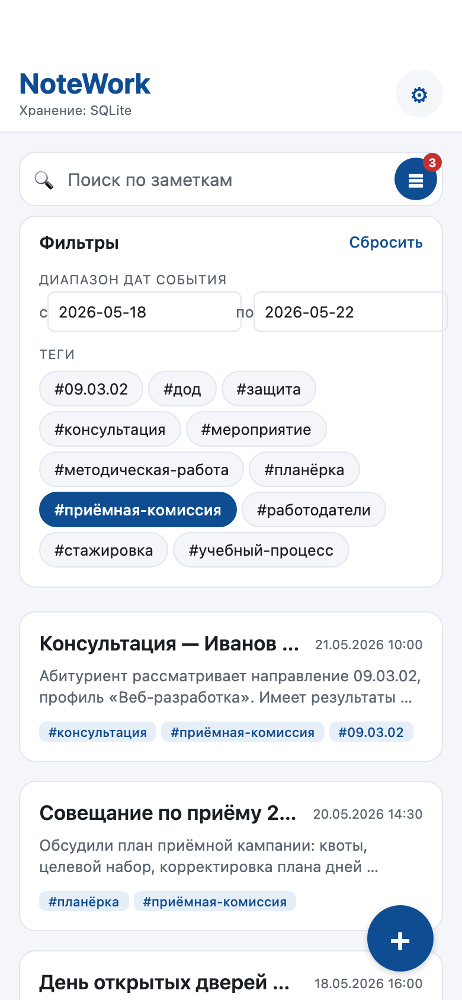 NoteWork
Хранение: SQLite
3
Поиск по заметкам
Фильтры Сбросить
ДИАПАЗОН ДАТ СОБЫТИЯ
с 2026-05-18 по 2026-05-22
ТЕГИ
#09.03.02 #дод #защита
#консультация #мероприятие
#методическая-работа #планёрка
#приёмная-комиссия #работодатели
#стажировка #учебный-процесс
Консультация — Иванов ... 21.05.2026 10:00
Абитуриент рассматривает направление 09.03.02,
профиль «Веб-разработка». Имеет результаты ...
#консультация #приёмная-комиссия #09.03.02
Совещание по приёму 2... 20.05.2026 14:30
Обсудили план приёмной кампании: квоты,
целевой набор, корректировка плана дней ...
#планёрка #приёмная-комиссия
+
День открытых дверей ... 18.05.2026 16:00